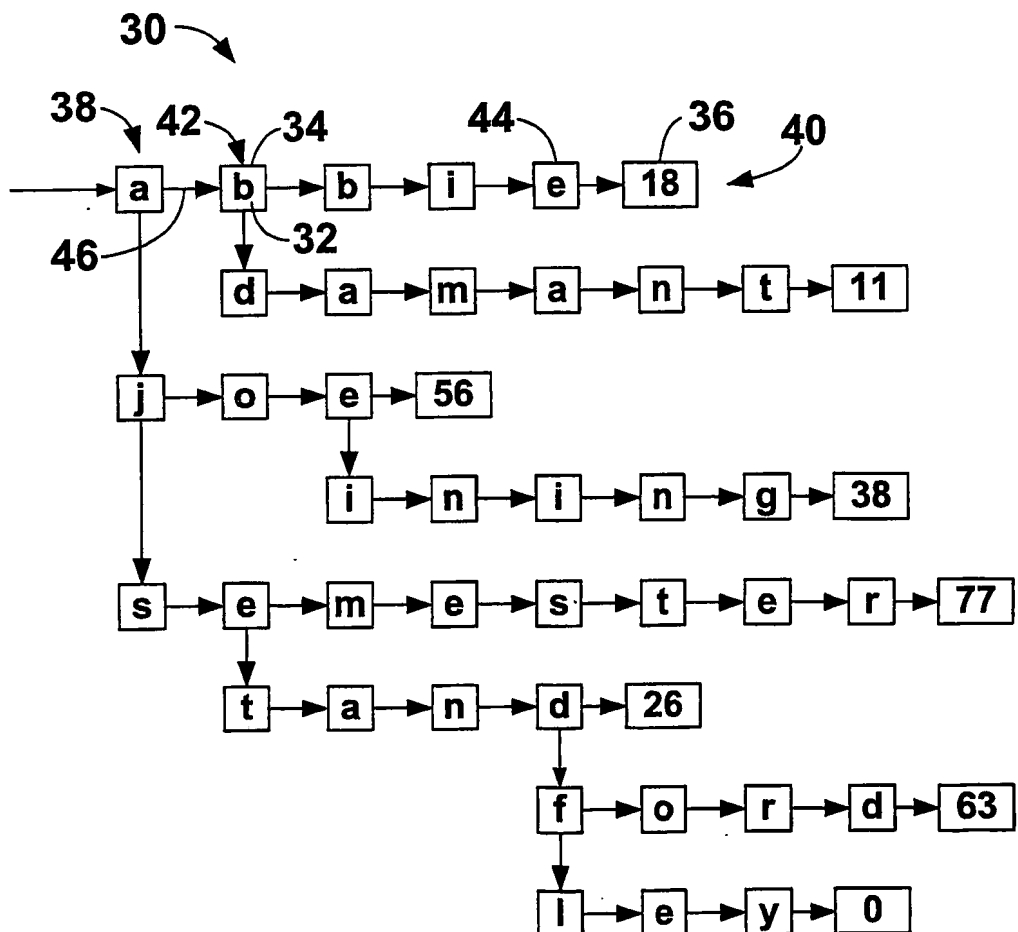 30
38 42 34 44 36 40
a b b i e 18
46 32
d a m a n t 11
j o e 56
i n i n g 38
s e m e s t e r 77
t a n d 26
f o r d 63
l e y 0